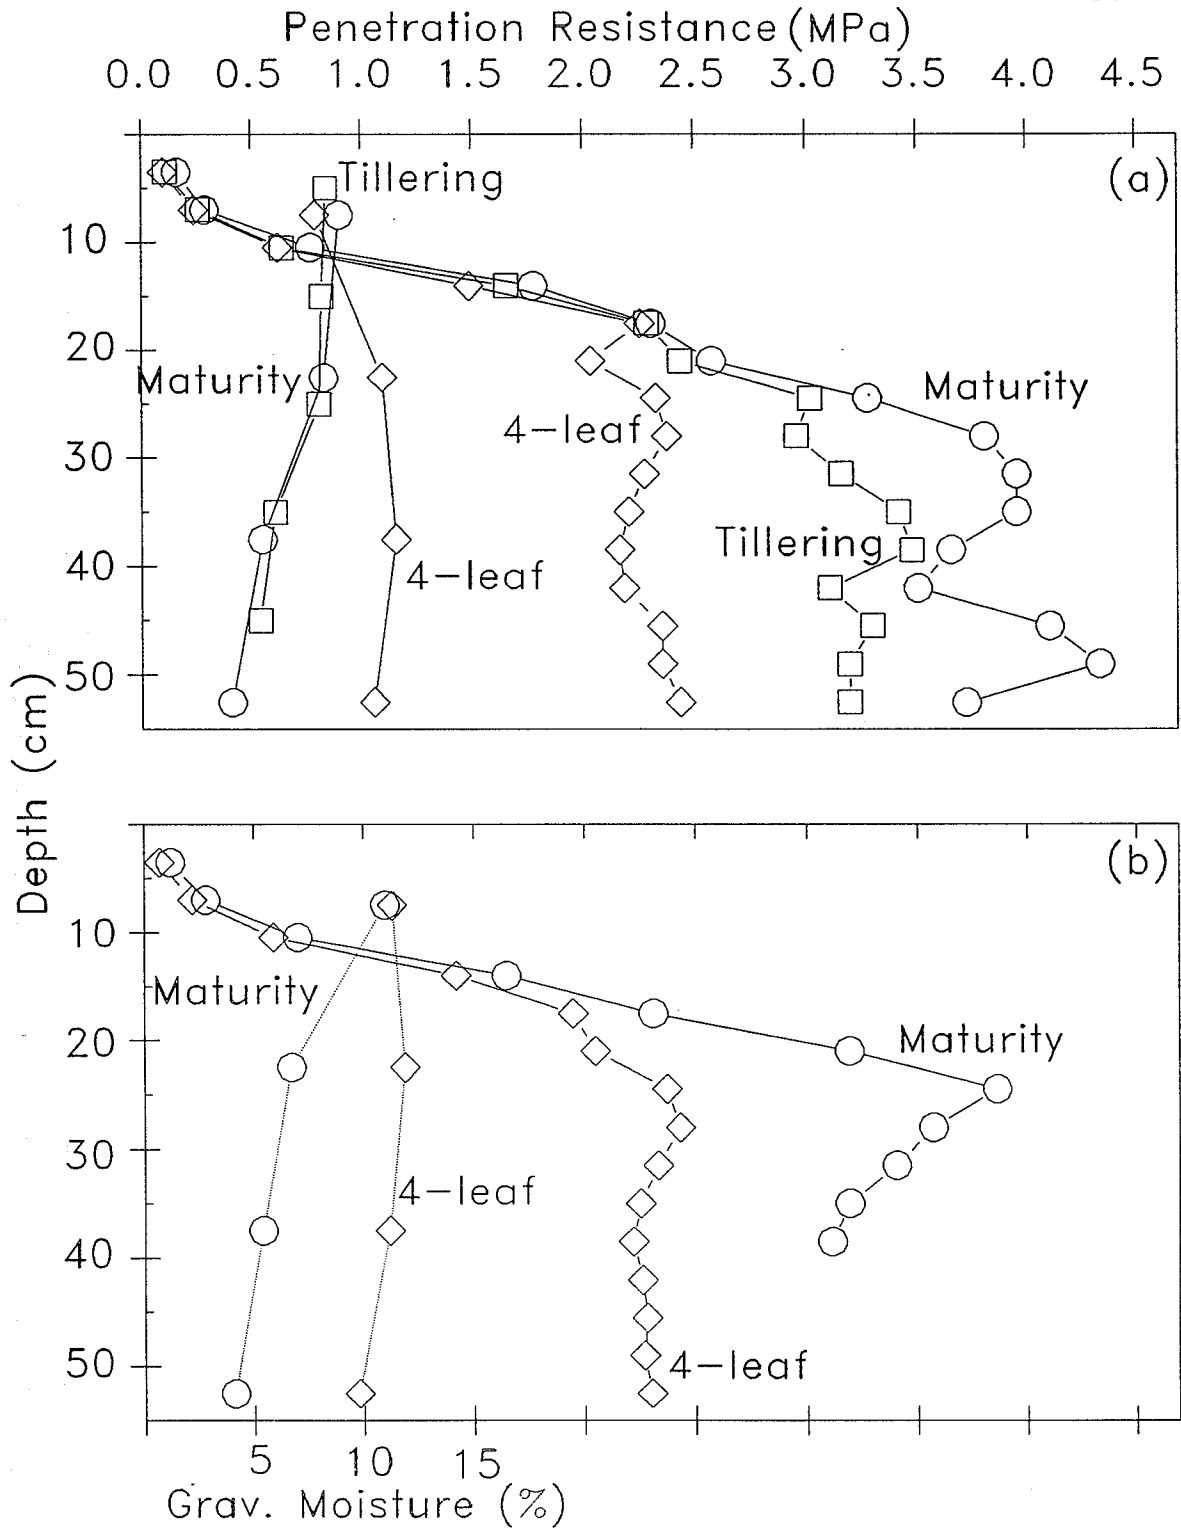 Penetration Resistance (MPa)
0.0 0.5 1.0 1.5 2.0 2.5 3.0 3.5 4.0 4.5
Tillering
(a)
10
20
Maturity
Maturity
4-leaf
30
Tillering
40
4-leaf
50
Depth (cm)
(b)
10
Maturity
20
Maturity
30
4-leaf
40
50
4-leaf
5 10 15
Grav. Moisture (%)